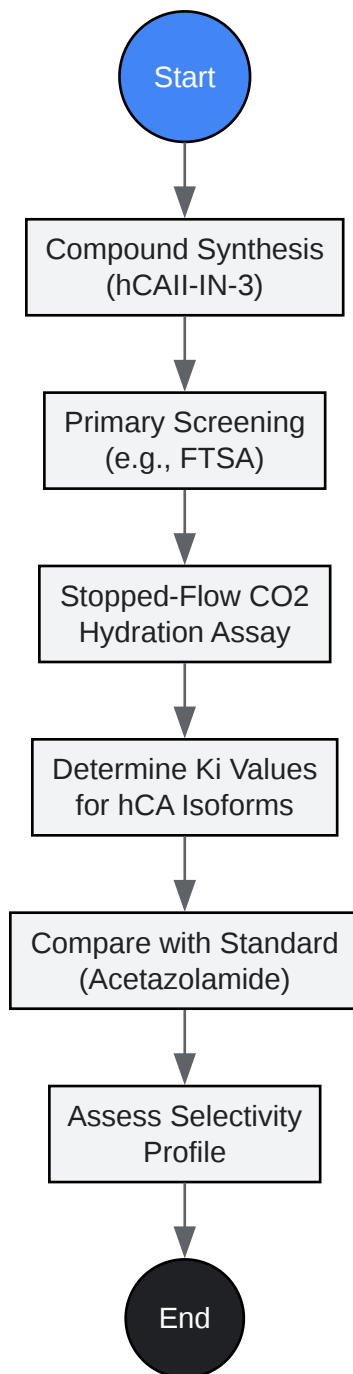 Start
Compound Synthesis
(hCAII-IN-3)
Primary Screening
(e.g., FTSA)
Stopped-Flow CO2
Hydration Assay
Determine Ki Values
for hCA Isoforms
Compare with Standard
(Acetazolamide)
Assess Selectivity
Profile
End